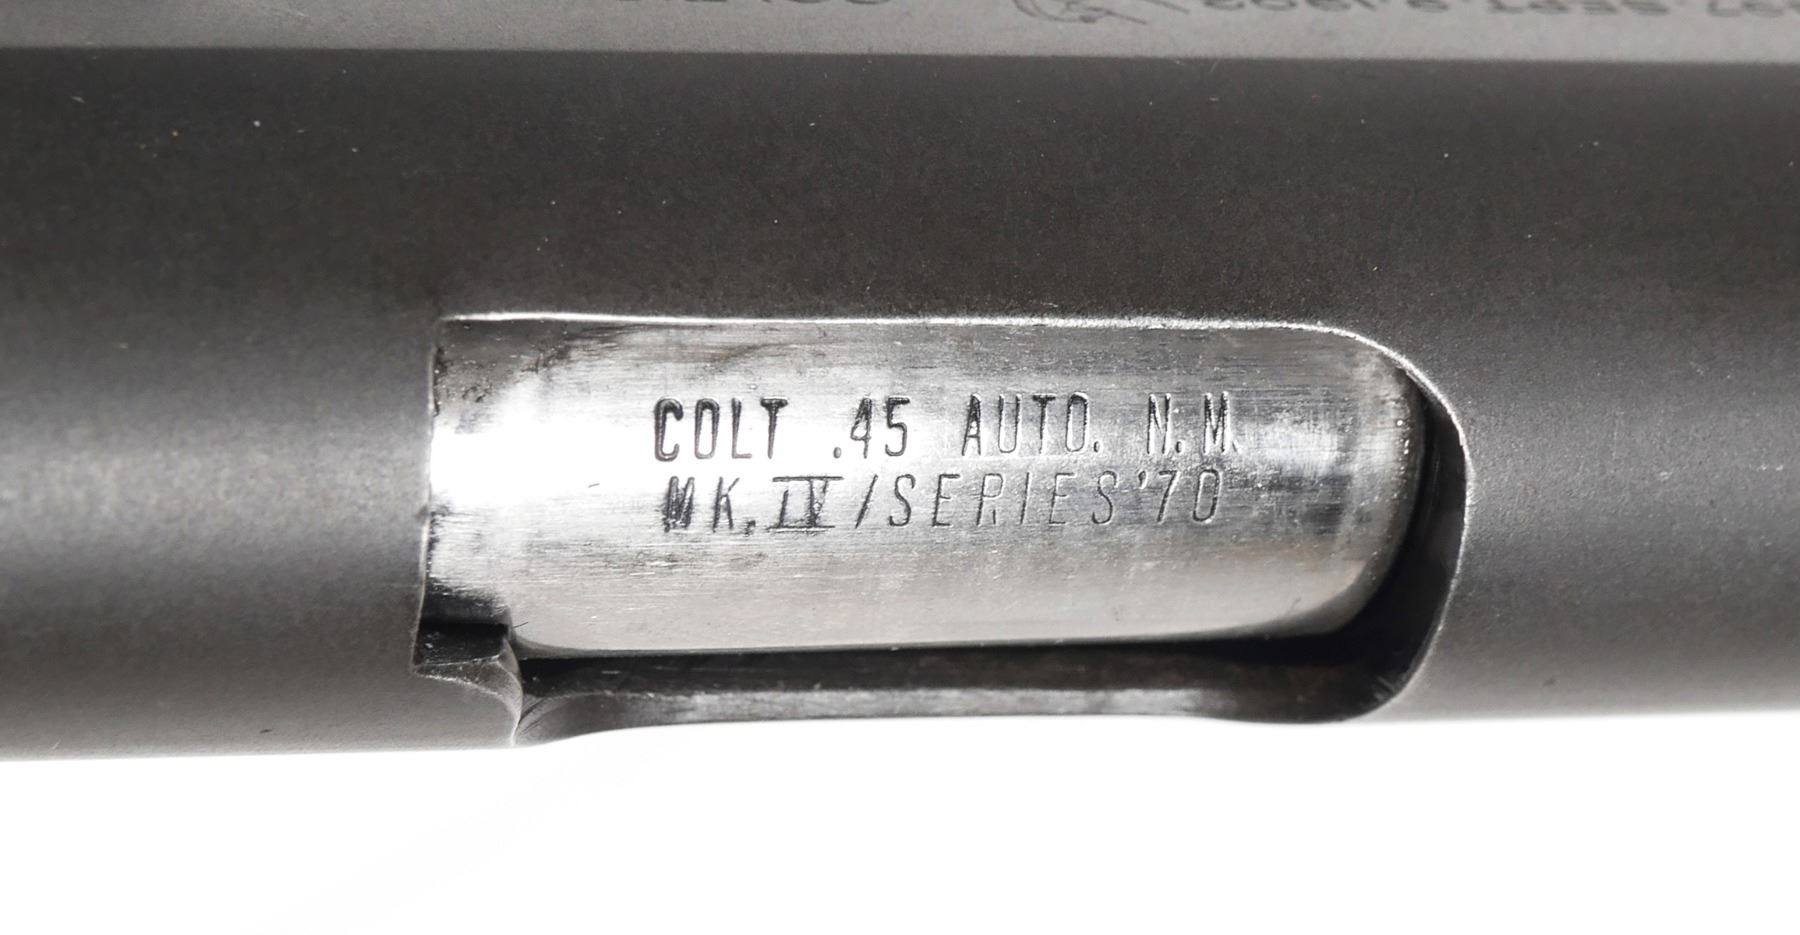 COLT .45 AUTO. N.M.
MK.IV/SERIES'70